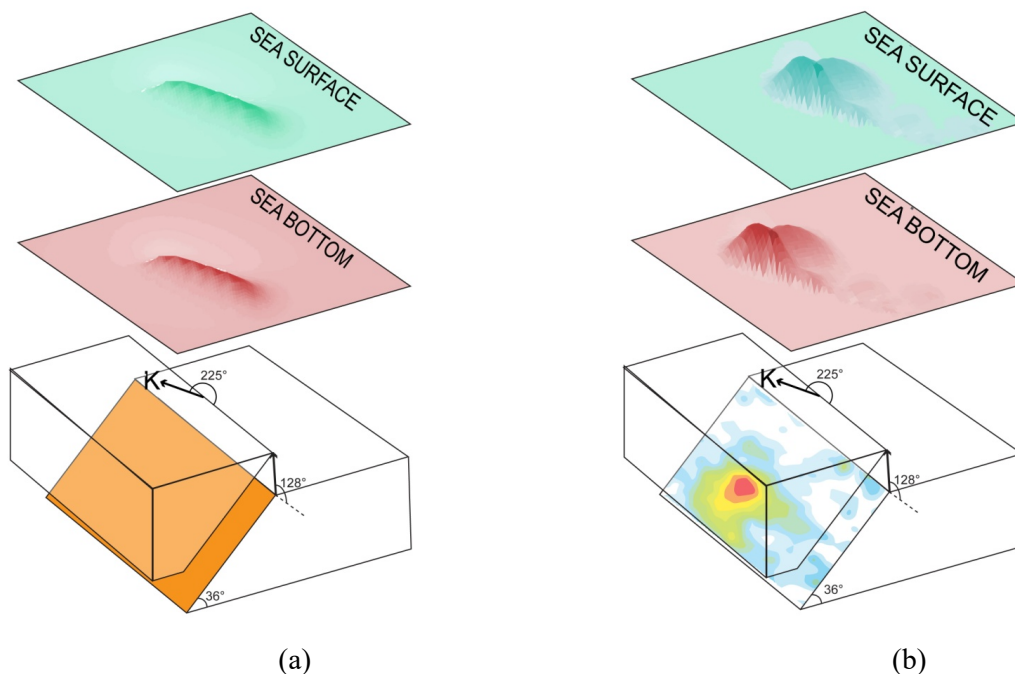 SEA SURFACE
SEA BOTTOM
K
225°
128°
36°
(a)
SEA SURFACE
SEA BOTTOM
K
225°
128°
36°
(b)